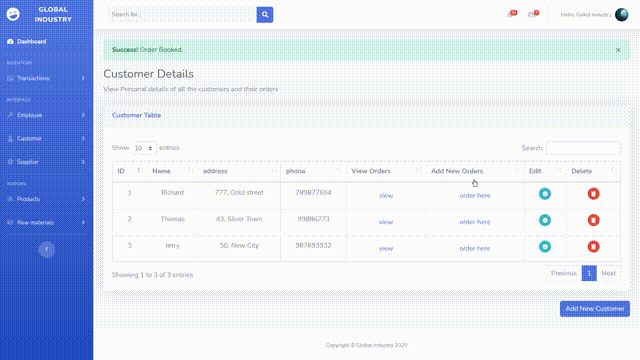 GLOBAL INDUSTRY
Search for...
3+
7
Hello, Gokul Industry
Dashboard
INVENTORY
Transactions
INTERFACE
Employee
Customer
Supplier
REPORTS
Products
Raw materials
Success! Order Booked.
×
Customer Details
View Personal details of all the customers and their orders
Customer Table
Show 10 entries
Search:
ID Name address phone View Orders Add New Orders Edit Delete
1 Richard 777, Gold street 789877654 view order here
2 Thomas 43, Silver Town 99886773 view order here
3 Jerry 50, New City 987893932 view order here
Showing 1 to 3 of 3 entries
Previous 1 Next
Add New Customer
Copyright © Global Industry 2020